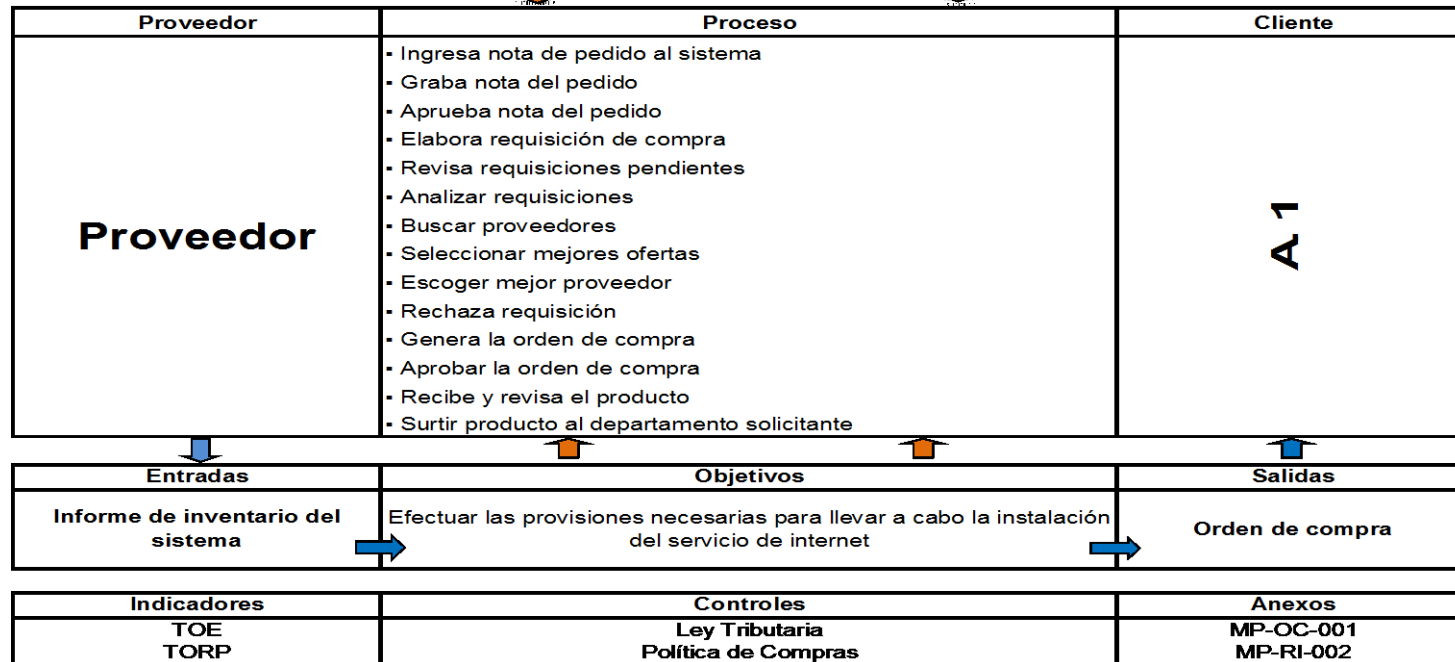 Proveedor Proceso Cliente
Proveedor
- Ingresa nota de pedido al sistema
- Graba nota del pedido
- Aprueba nota del pedido
- Elabora requisición de compra
- Revisa requisiciones pendientes
- Analizar requisiciones
- Buscar proveedores
- Seleccionar mejores ofertas
- Escoger mejor proveedor
- Rechaza requisición
- Genera la orden de compra
- Aprobar la orden de compra
- Recibe y revisa el producto
- Surtir producto al departamento solicitante
A 1
Entradas Objetivos Salidas
Informe de inventario del
sistema
Efectuar las provisiones necesarias para llevar a cabo la instalación
del servicio de internet
Orden de compra
Indicadores Controles Anexos
TOE Ley Tributaria MP-OC-001
TORP Política de Compras MP-RI-002